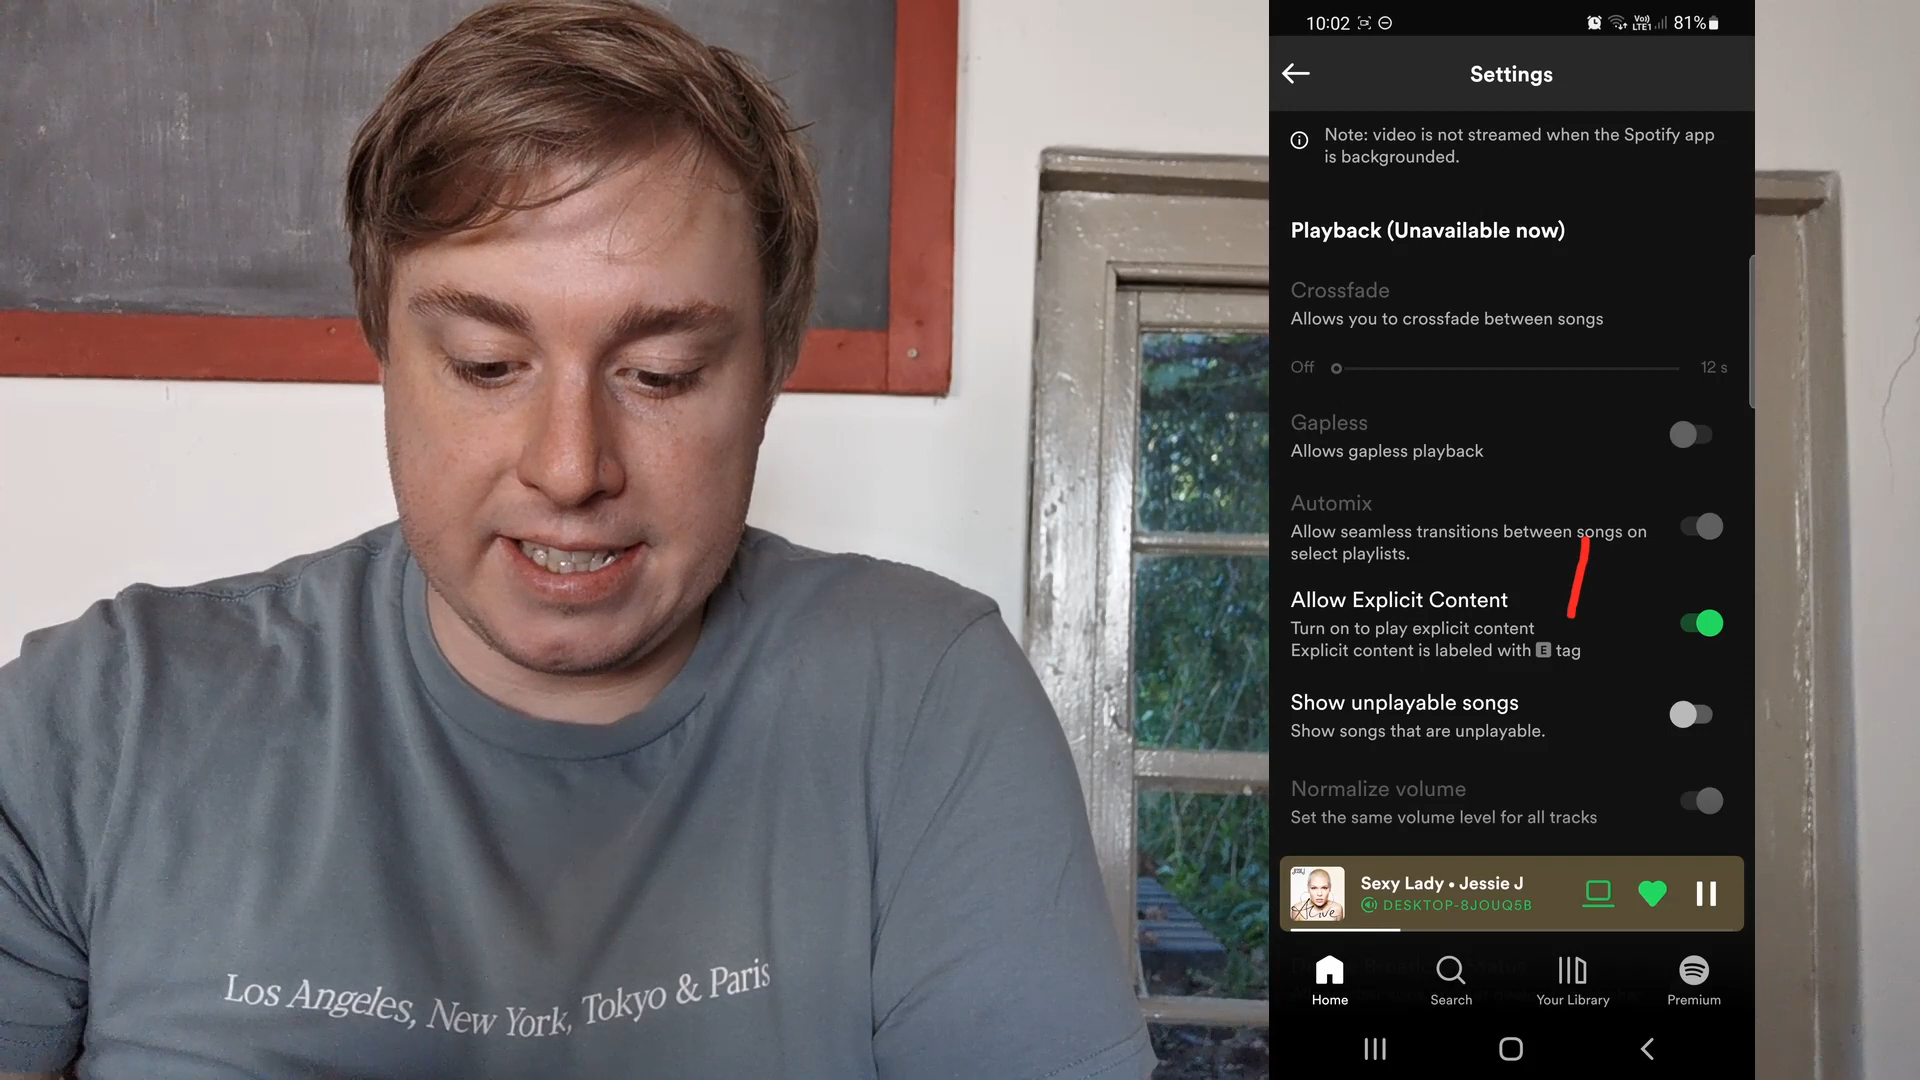 10:02
Vo)) LTE1 81%
Settings
Note: video is not streamed when the Spotify app
is backgrounded.
Playback (Unavailable now)
Crossfade
Allows you to crossfade between songs
Off 12 s
Gapless
Allows gapless playback
Automix
Allow seamless transitions between songs on
select playlists.
Allow Explicit Content
Turn on to play explicit content
Explicit content is labeled with E tag
Show unplayable songs
Show songs that are unplayable.
Normalize volume
Set the same volume level for all tracks
Sexy Lady • Jessie J
DESKTOP-8JOUQ5B
Alive
Home Search Your Library Premium
Los Angeles, New York, Tokyo & Paris